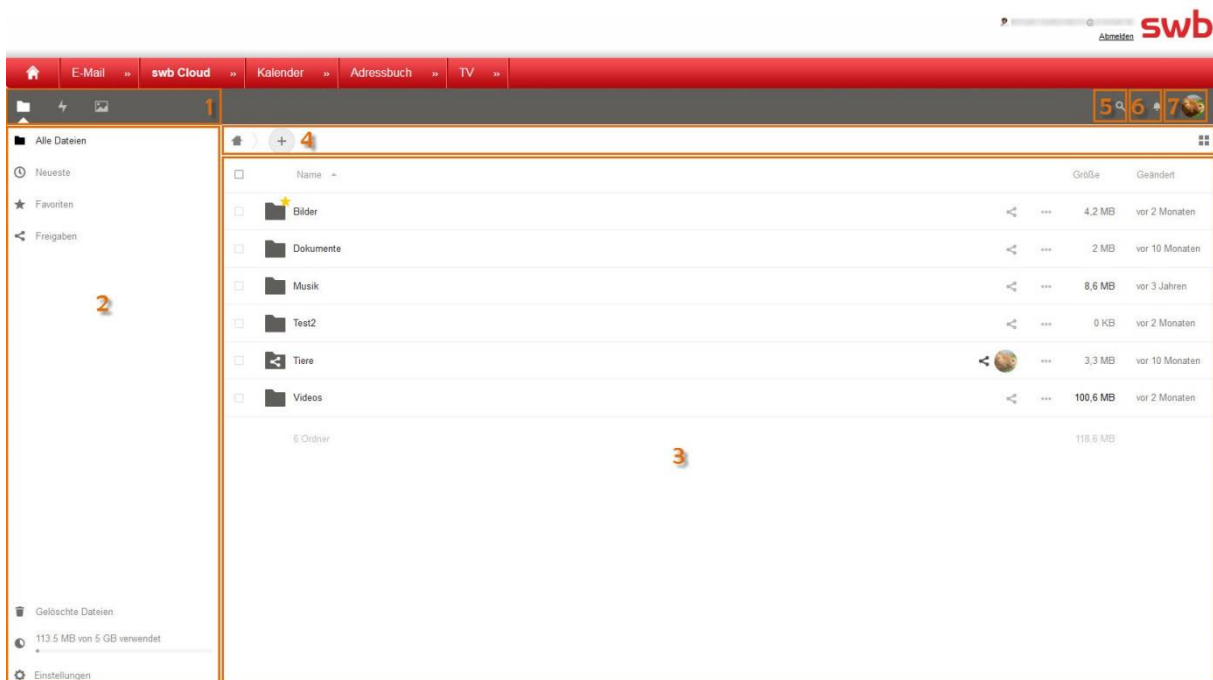 swb
Abmelden
E-Mail » swb Cloud » Kalender » Adressbuch » TV »
1 5 6 7
Alle Dateien
4
Neueste
Name Größe Geändert
Favoriten
Bilder 4,2 MB vor 2 Monaten
Freigaben
Dokumente 2 MB vor 10 Monaten
Musik 8,6 MB vor 3 Jahren
2
Test2 0 KB vor 2 Monaten
Tiere 3,3 MB vor 10 Monaten
Videos 100,6 MB vor 2 Monaten
6 Ordner 118.6 MB
3
Gelöschte Dateien
113.5 MB von 5 GB verwendet
Einstellungen